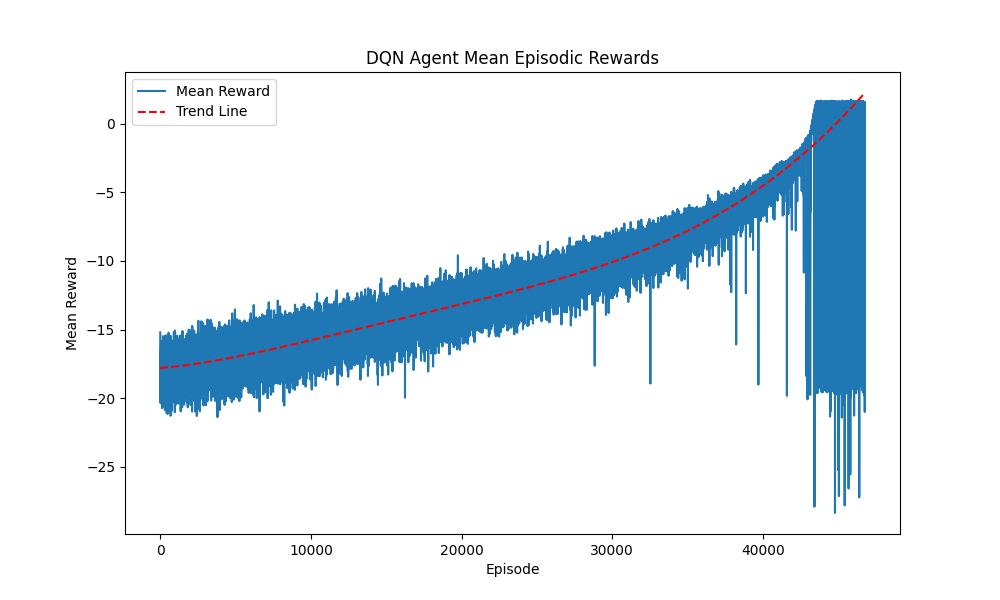 DQN Agent Mean Episodic Rewards
Mean Reward
Trend Line
0
−5
−10
−15
−20
−25
Mean Reward
0
10000
20000
30000
40000
Episode